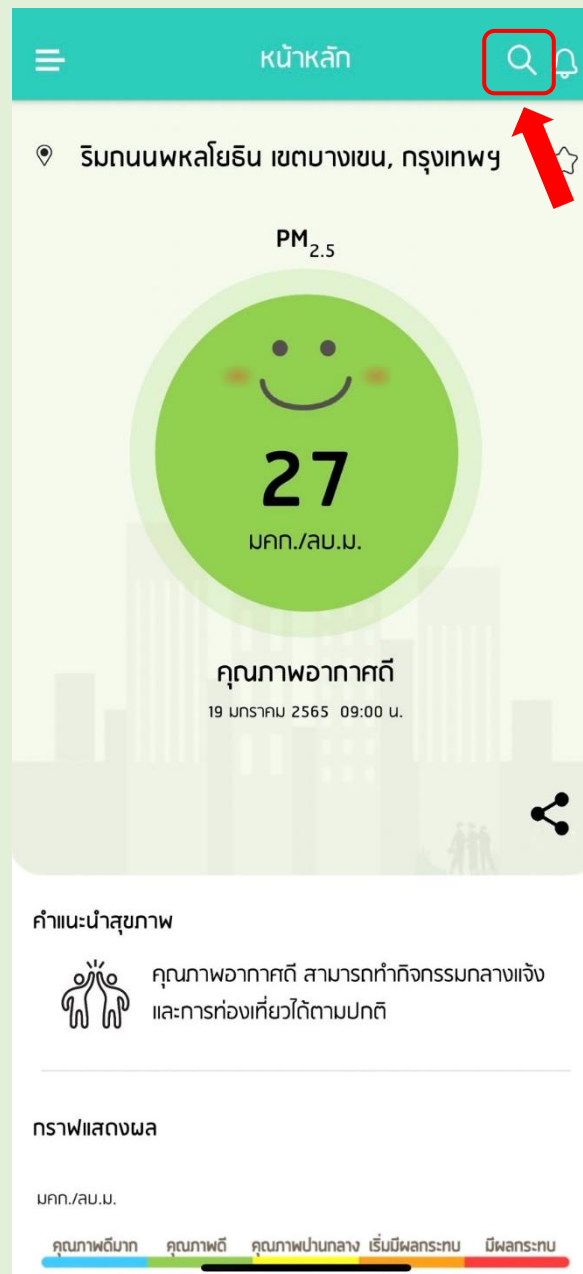 หน้าหลัก
ริมถนนพหลโยธิน เขตบางเขน, กรุงเทพฯ
PM2.5
27
มคก./ลบ.ม.
คุณภาพอากาศดี
19 มกราคม 2565 09:00 น.
คำแนะนำสุขภาพ
คุณภาพอากาศดี สามารถทำกิจกรรมกลางแจ้ง
และการท่องเที่ยวได้ตามปกติ
กราฟแสดงผล
มคก./ลบ.ม.
คุณภาพดีมาก คุณภาพดี คุณภาพปานกลาง เริ่มมีผลกระทบ มีผลกระทบ